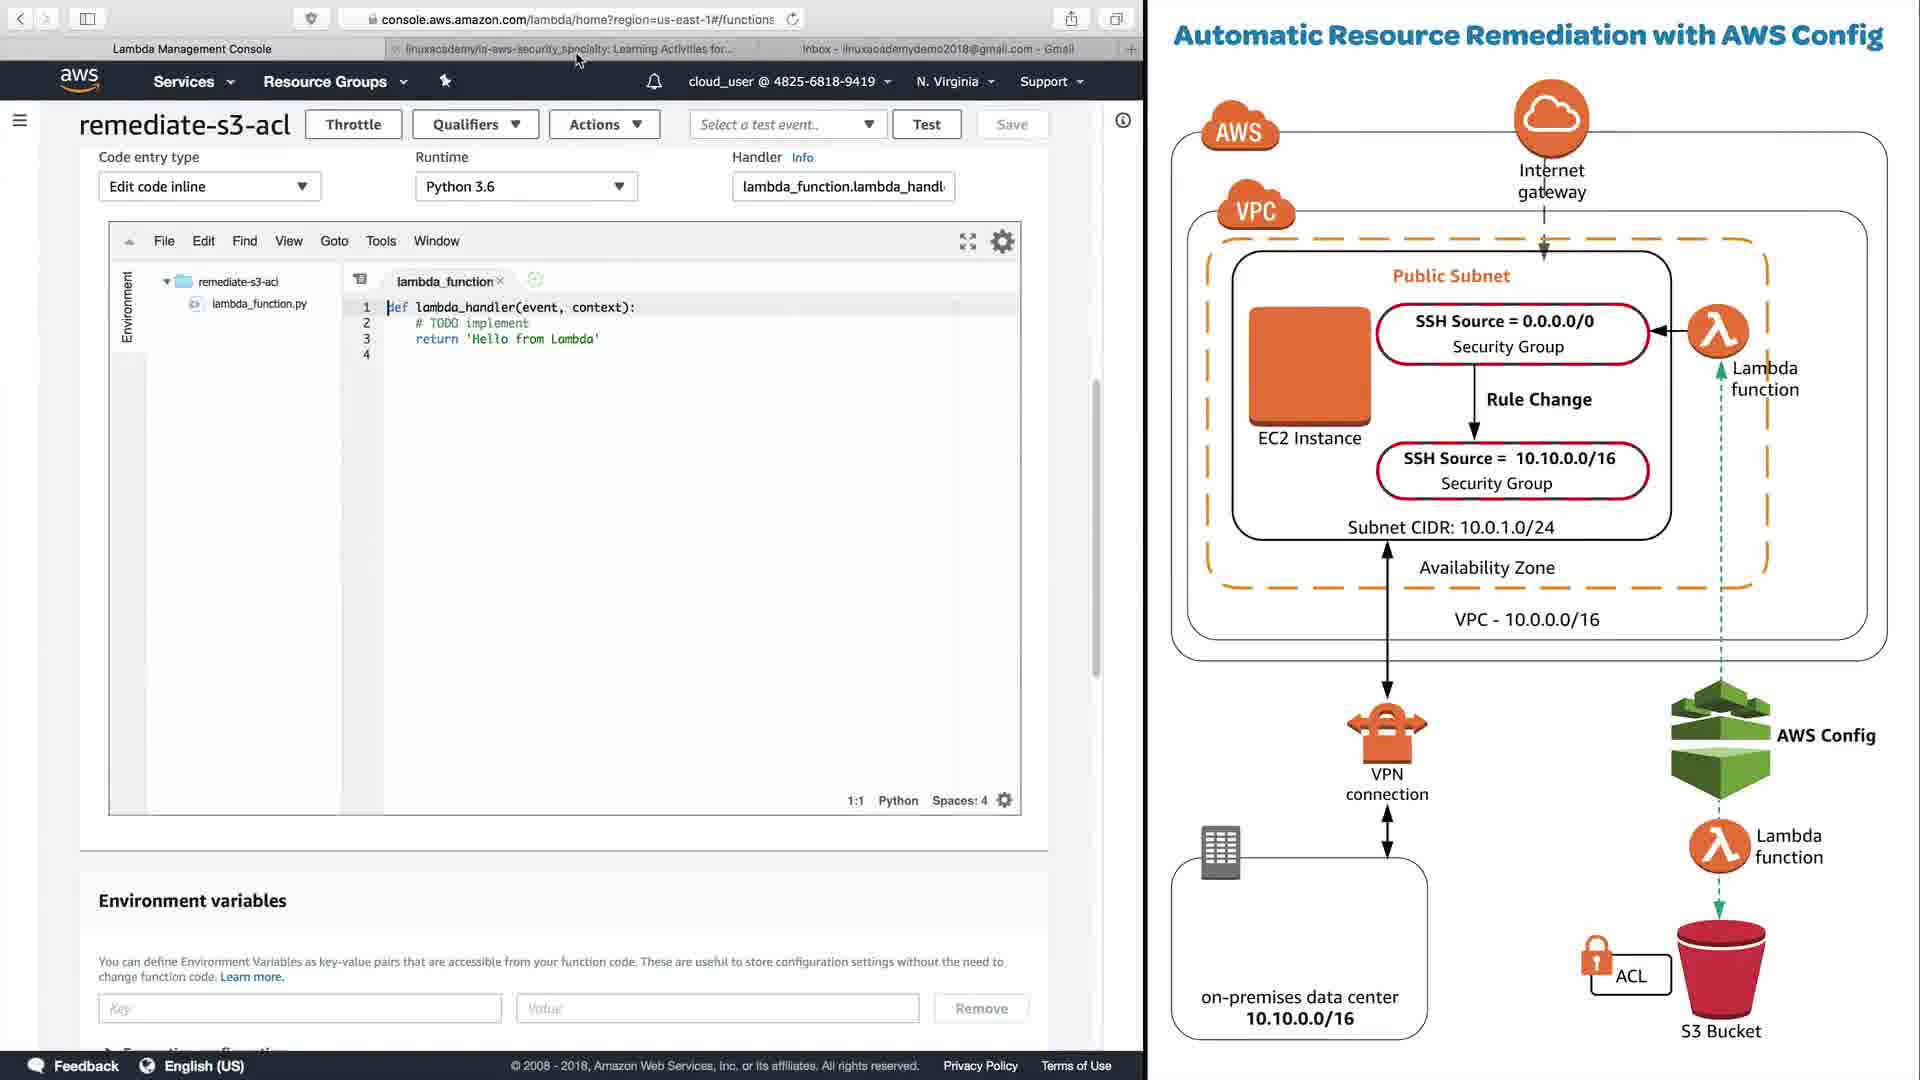 console.aws.amazon.com/lambda/home?region=us-east-1#/functions
Lambda Management Console
linuxacademy/la-aws-security_specialty: Learning Activities for...
Inbox - linuxacademydemo2018@gmail.com - Gmail
aws
Services
Resource Groups
cloud_user @ 4825-6818-9419
N. Virginia
Support
remediate-s3-acl
Throttle
Qualifiers
Actions
Select a test event..
Test
Save
Code entry type
Runtime
Handler Info
Edit code inline
Python 3.6
lambda_function.lambda_handl
File Edit Find View Goto Tools Window
Environment
remediate-s3-acl
lambda_function.py
lambda_function
1 def lambda_handler(event, context):
2 # TODO implement
3 return 'Hello from Lambda'
4
1:1 Python Spaces: 4
Environment variables
You can define Environment Variables as key-value pairs that are accessible from your function code. These are useful to store configuration settings without the need to
change function code. Learn more.
Key
Value
Remove
Feedback
English (US)
© 2008 - 2018, Amazon Web Services, Inc. or its affiliates. All rights reserved.
Privacy Policy
Terms of Use
Automatic Resource Remediation with AWS Config
AWS
Internet
gateway
VPC
Public Subnet
SSH Source = 0.0.0.0/0
Security Group
Lambda
function
Rule Change
EC2 Instance
SSH Source = 10.10.0.0/16
Security Group
Subnet CIDR: 10.0.1.0/24
Availability Zone
VPC - 10.0.0.0/16
AWS Config
VPN
connection
Lambda
function
ACL
on-premises data center
10.10.0.0/16
S3 Bucket